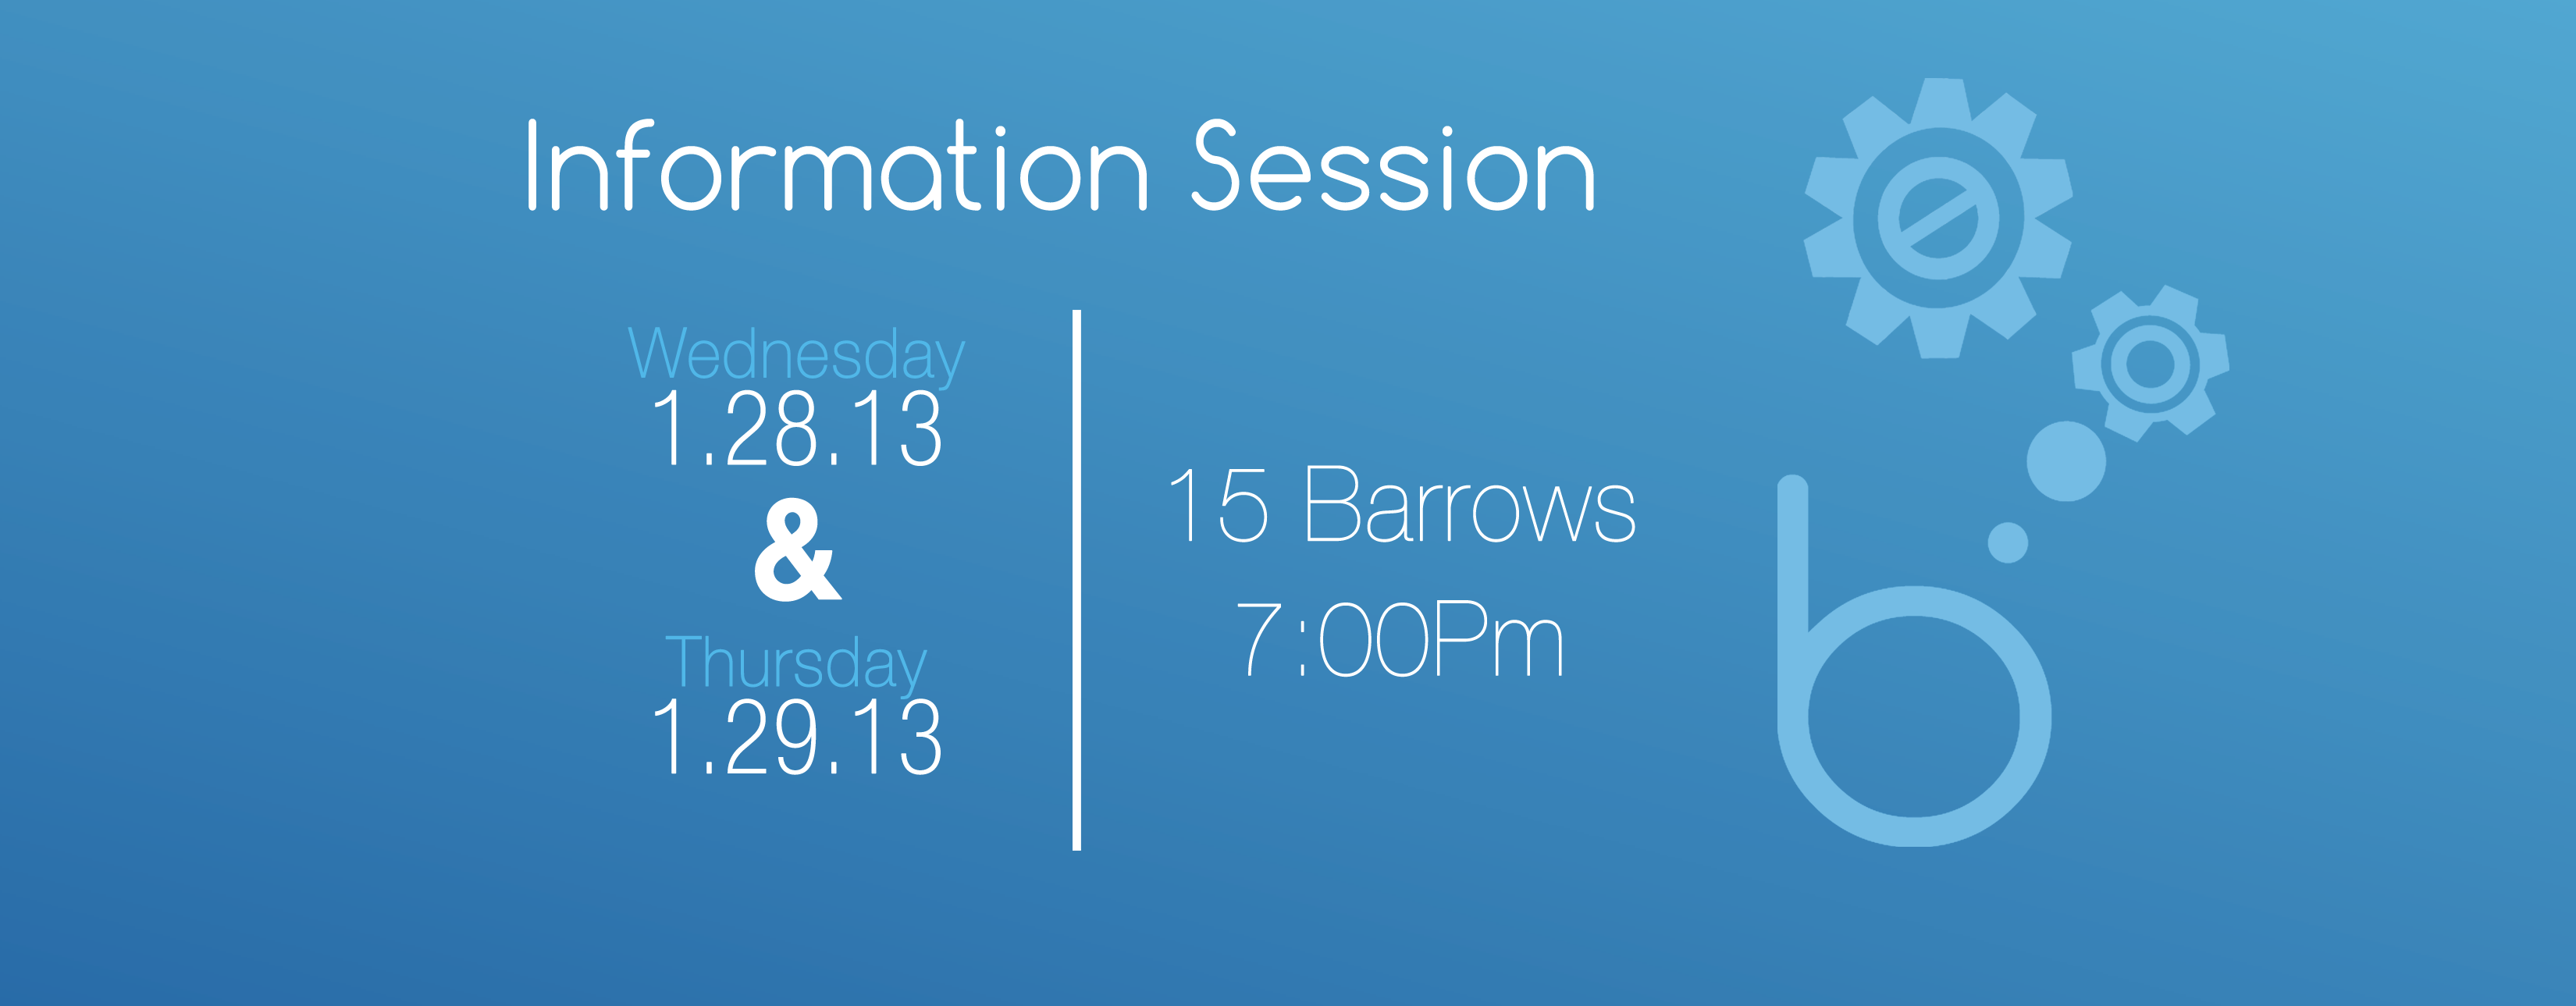 Information Session
Wednesday
1.28.13
&
Thursday
1.29.13
15 Barrows
7:00Pm
b